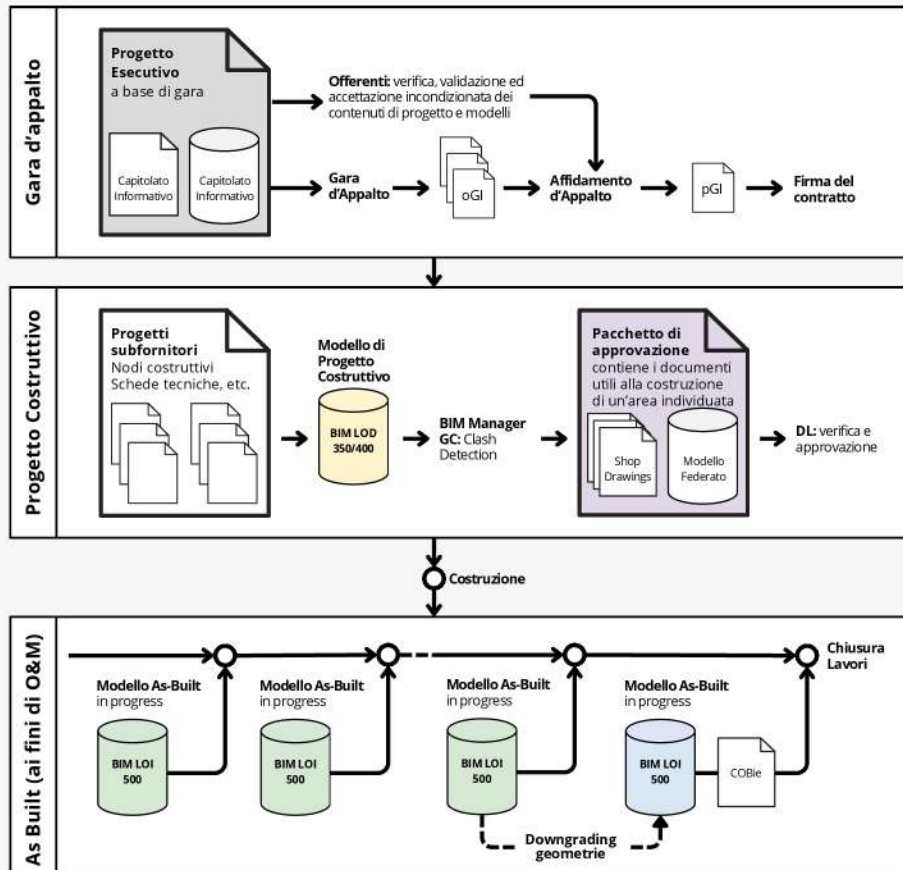 Gara d'appalto
Progetto
Esecutivo
a base di gara
Capitolato
Informativo
Capitolato
Informativo
Offerenti: verifica, validazione ed
accettazione incondizionata dei
contenuti di progetto e modelli
Gara
d'Appalto
oGI
Affidamento
d'Appalto
pGI
Firma del
contratto
Progetto Costruttivo
Progetti
subfornitori
Nodi costruttivi
Schede tecniche, etc.
Modello di
Progetto
Costruttivo
BIM LOD
350/400
BIM Manager
GC: Clash
Detection
Pacchetto di
approvazione
contiene i documenti
utili alla costruzione
di un'area individuata
Shop
Drawings
Modello
Federato
DL: verifica e
approvazione
Costruzione
As Built (ai fini di O&M)
Modello As-Built
in progress
BIM LOI
500
Modello As-Built
in progress
BIM LOI
500
Modello As-Built
in progress
BIM LOI
500
Modello As-Built
in progress
BIM LOI
500
COBie
Chiusura
Lavori
Downgrading
geometrie